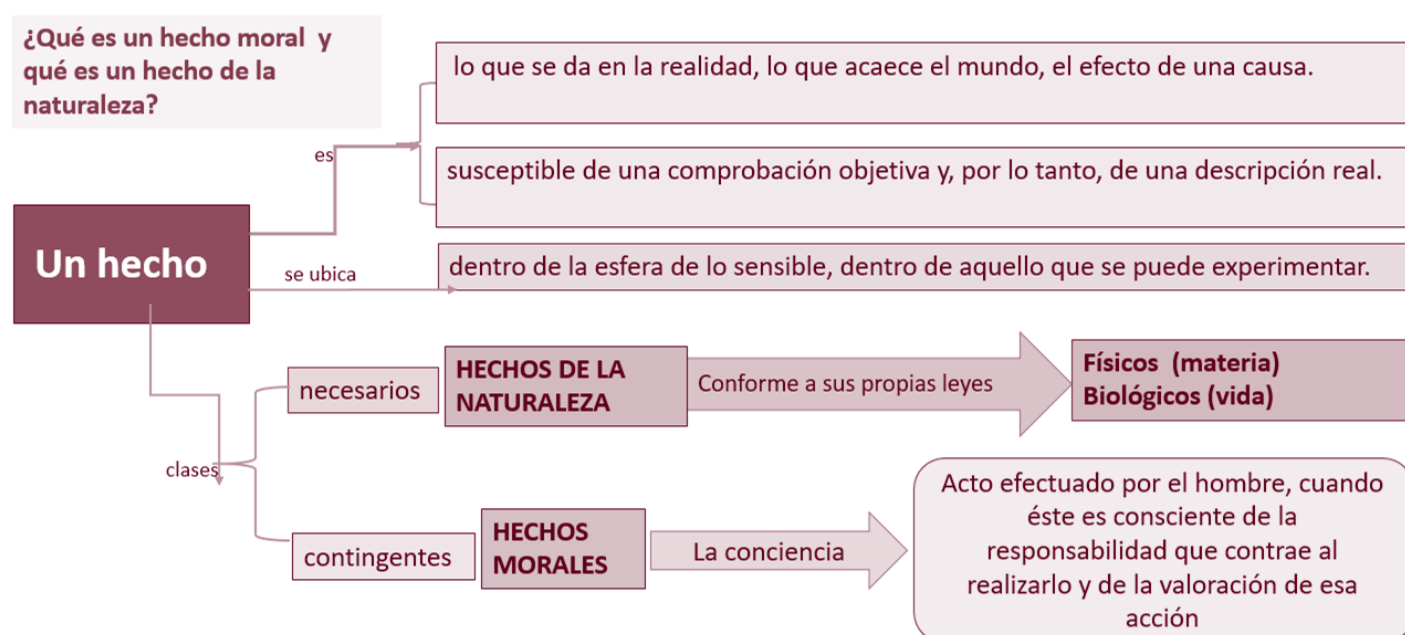 ¿Qué es un hecho moral y
qué es un hecho de la
naturaleza?
lo que se da en la realidad, lo que acaece el mundo, el efecto de una causa.
es
susceptible de una comprobación objetiva y, por lo tanto, de una descripción real.
Un hecho
se ubica
dentro de la esfera de lo sensible, dentro de aquello que se puede experimentar.
clases
necesarios
HECHOS DE LA
NATURALEZA
Conforme a sus propias leyes
Físicos (materia)
Biológicos (vida)
contingentes
HECHOS
MORALES
La conciencia
Acto efectuado por el hombre, cuando
éste es consciente de la
responsabilidad que contrae al
realizarlo y de la valoración de esa
acción